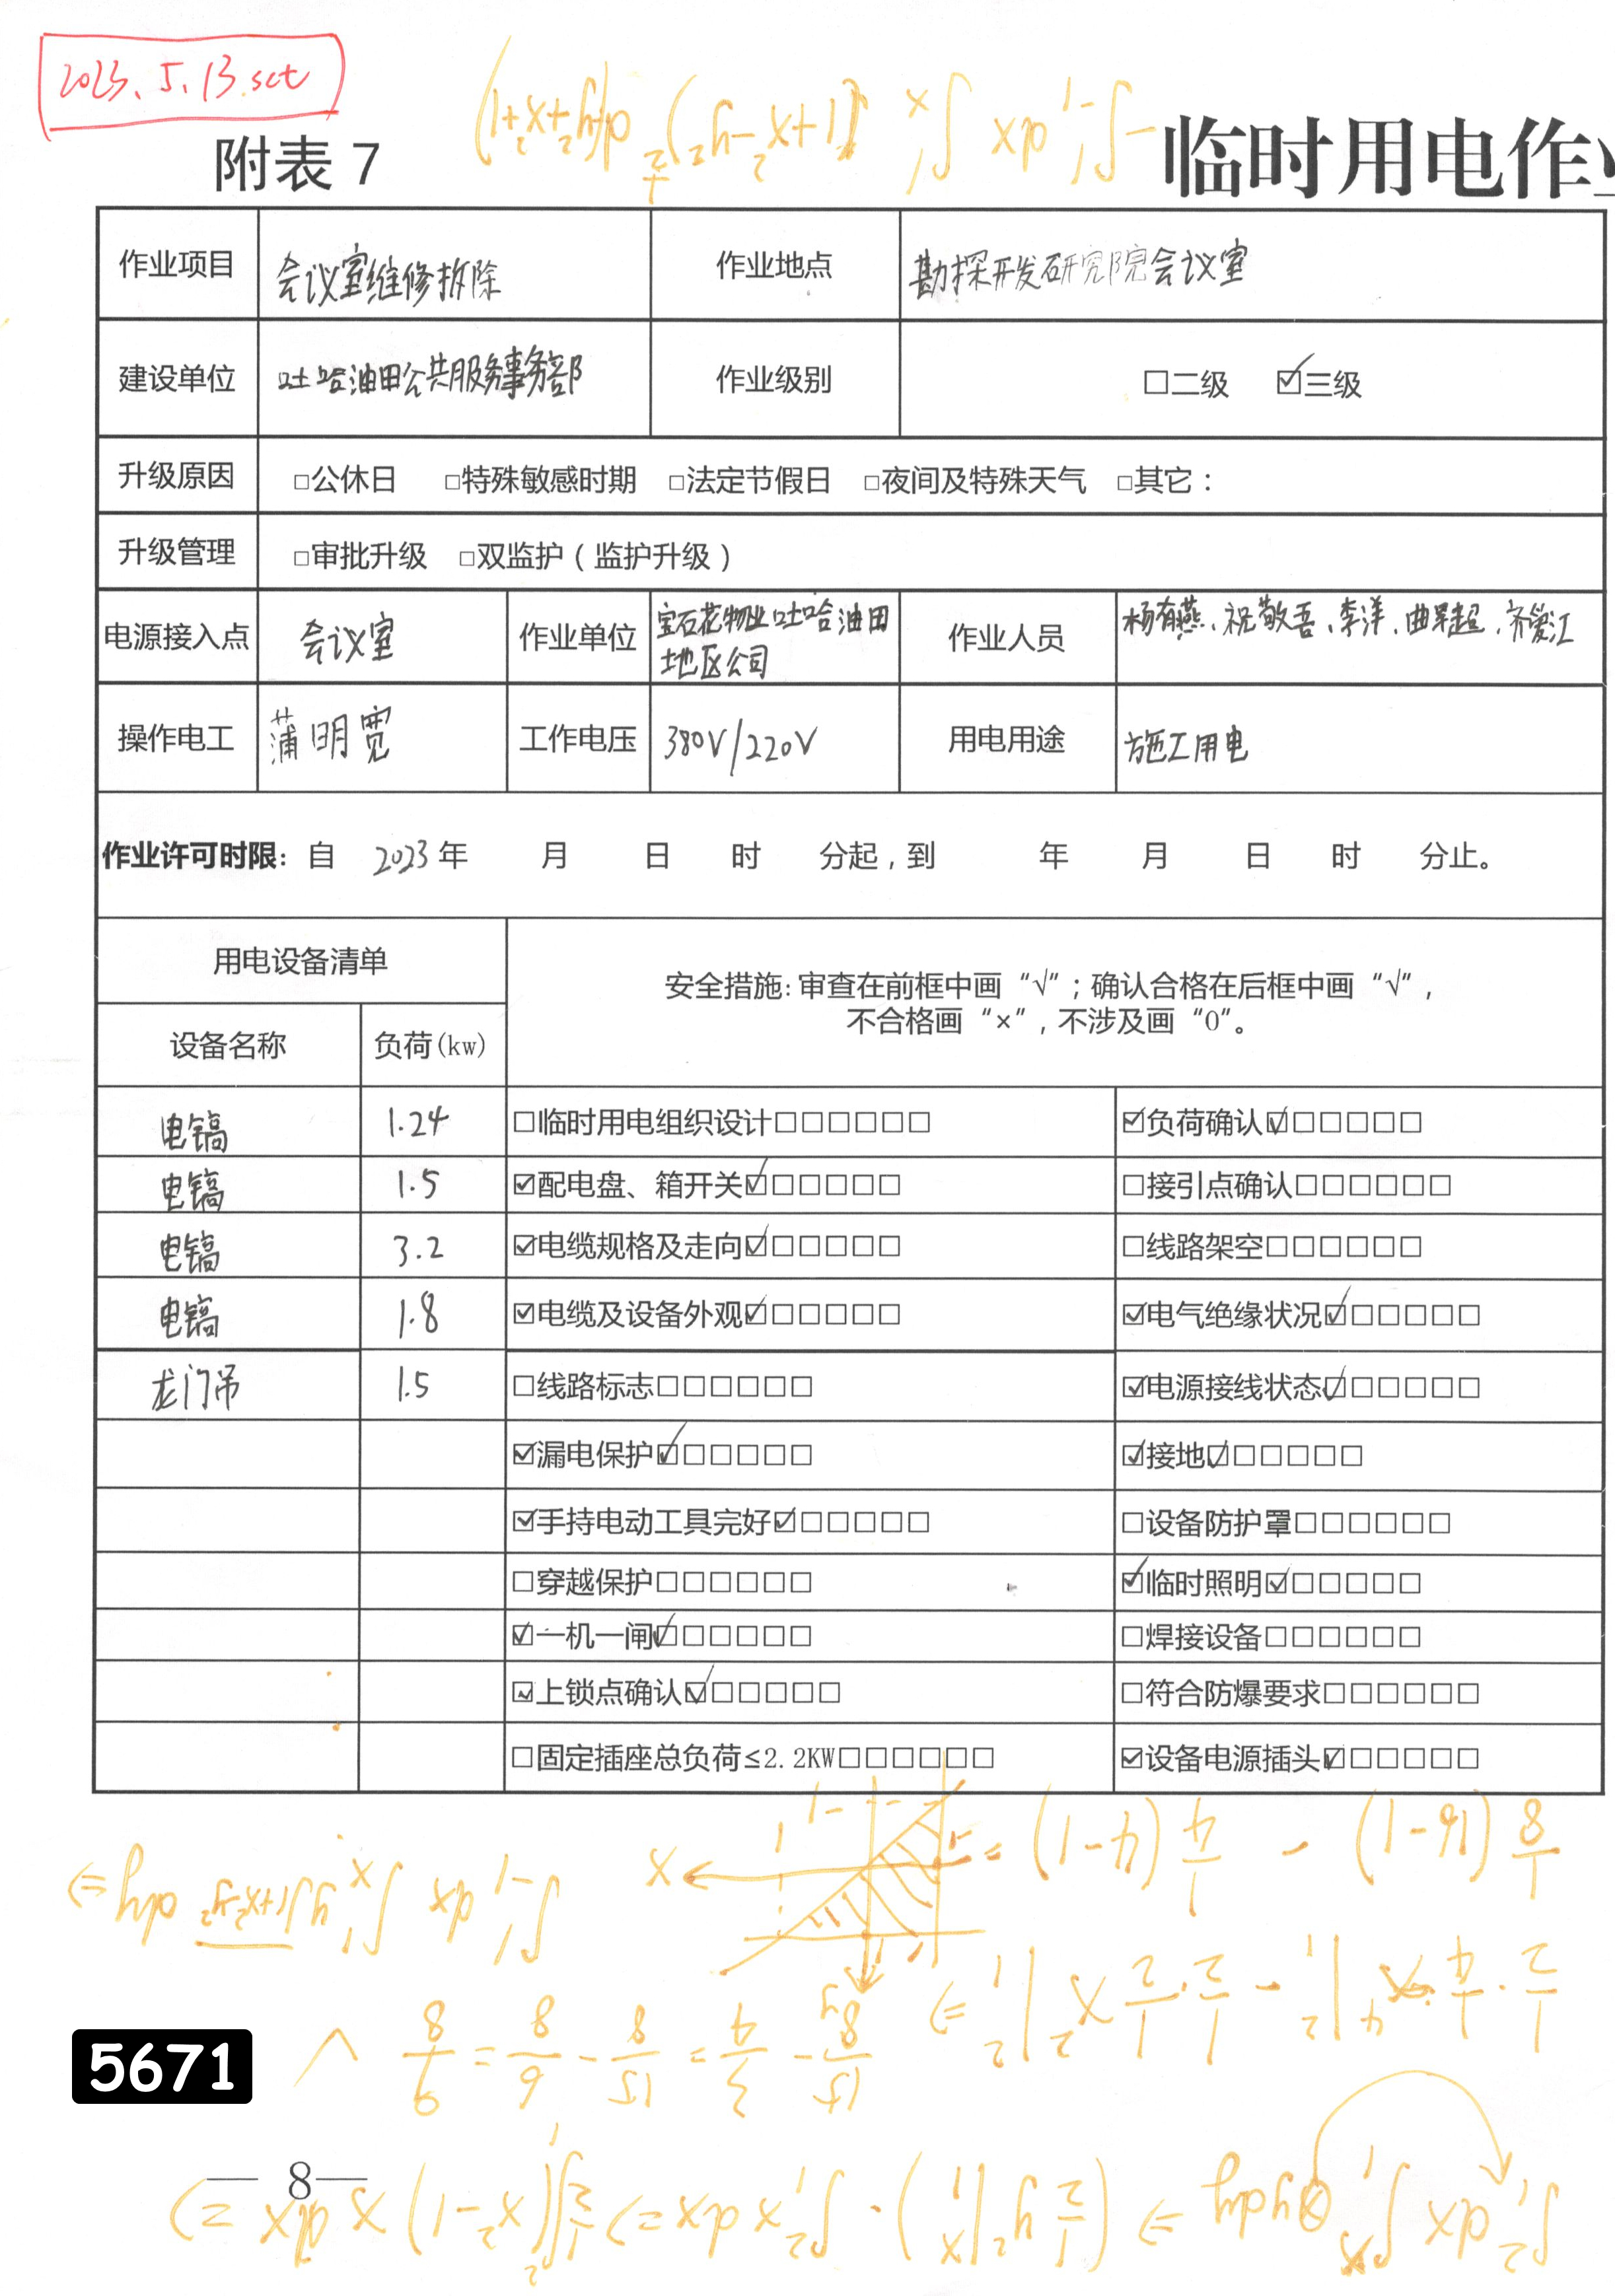 2023.5.13.sct
附表 7
临时用电作业
作业项目 会议室维修拆除 作业地点 勘探开发研究院会议室
建设单位 吐哈油田公共服务事务部 作业级别 □二级 ☑三级
升级原因 □公休日 □特殊敏感时期 □法定节假日 □夜间及特殊天气 □其它：
升级管理 □审批升级 □双监护（监护升级）
电源接入点 会议室 作业单位 宝石花物业吐哈油田
地区公司 作业人员 杨有燕、祝敬吾、李洋、曲早超、齐爱江
操作电工 蒲明宽 工作电压 380V/220V 用电用途 施工用电
作业许可时限：自 2023年 月 日 时 分起，到 年 月 日 时 分止。
用电设备清单
安全措施：审查在前框中画“√”；确认合格在后框中画“√”，
不合格画“×”，不涉及画“0”。
设备名称 负荷(kw)
电镐 1.24 □临时用电组织设计□□□□□□ ☑负荷确认☑□□□□□
电镐 1.5 ☑配电盘、箱开关☑□□□□□ □接引点确认□□□□□□
电镐 3.2 ☑电缆规格及走向☑□□□□□ □线路架空□□□□□□
电镐 1.8 ☑电缆及设备外观☑□□□□□ ☑电气绝缘状况☑□□□□□
龙门吊 1.5 □线路标志□□□□□□ ☑电源接线状态☑□□□□□
☑漏电保护☑□□□□□ ☑接地☑□□□□□
☑手持电动工具完好☑□□□□□ □设备防护罩□□□□□□
□穿越保护□□□□□□ ☑临时照明☑□□□□□
☑一机一闸☑□□□□□ □焊接设备□□□□□□
☑上锁点确认☑□□□□□ □符合防爆要求□□□□□□
□固定插座总负荷≤2.2KW□□□□□□ ☑设备电源插头☑□□□□□
5671
— 8—